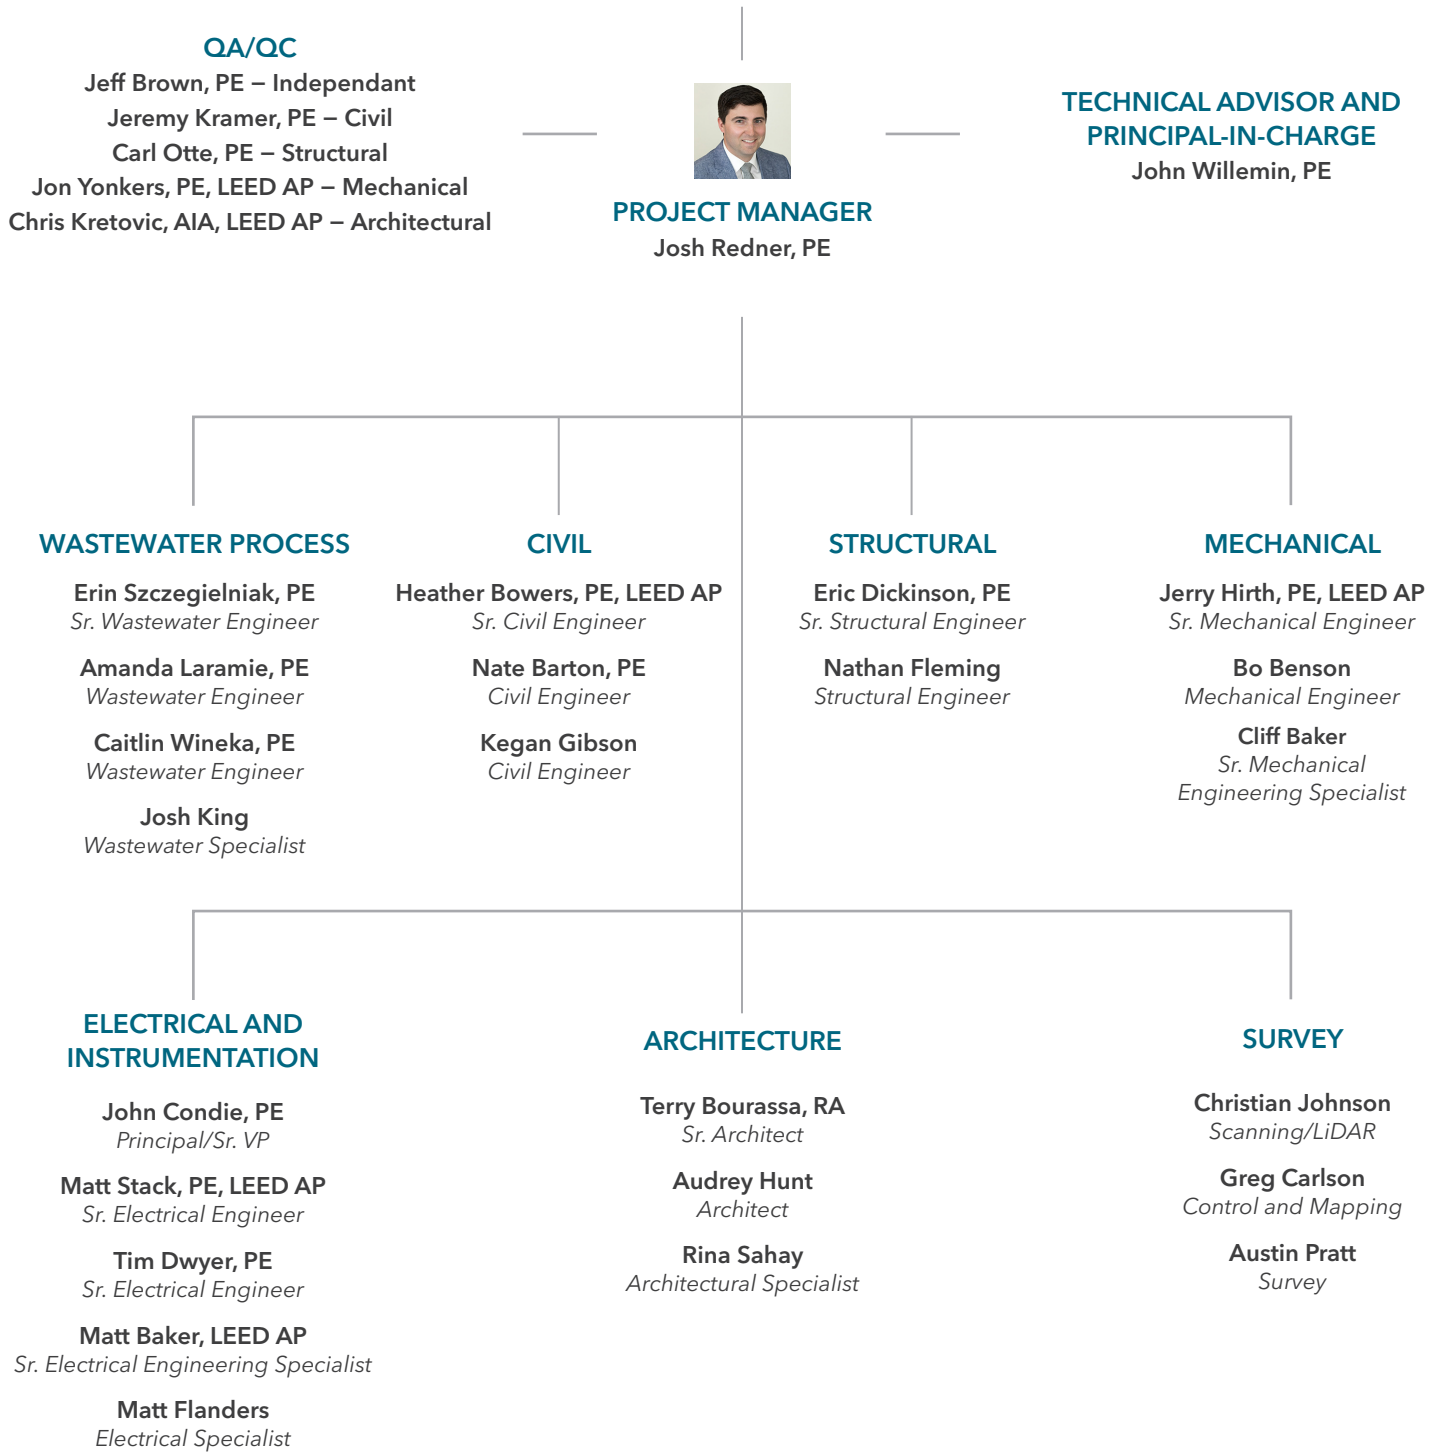 QA/QC
Jeff Brown, PE – Independant
Jeremy Kramer, PE – Civil
Carl Otte, PE – Structural
Jon Yonkers, PE, LEED AP – Mechanical
Chris Kretovic, AIA, LEED AP – Architectural
PROJECT MANAGER
Josh Redner, PE
TECHNICAL ADVISOR AND
PRINCIPAL-IN-CHARGE
John Willemin, PE
WASTEWATER PROCESS
Erin Szczegielniak, PE
Sr. Wastewater Engineer
Amanda Laramie, PE
Wastewater Engineer
Caitlin Wineka, PE
Wastewater Engineer
Josh King
Wastewater Specialist
CIVIL
Heather Bowers, PE, LEED AP
Sr. Civil Engineer
Nate Barton, PE
Civil Engineer
Kegan Gibson
Civil Engineer
STRUCTURAL
Eric Dickinson, PE
Sr. Structural Engineer
Nathan Fleming
Structural Engineer
MECHANICAL
Jerry Hirth, PE, LEED AP
Sr. Mechanical Engineer
Bo Benson
Mechanical Engineer
Cliff Baker
Sr. Mechanical
Engineering Specialist
ELECTRICAL AND
INSTRUMENTATION
John Condie, PE
Principal/Sr. VP
Matt Stack, PE, LEED AP
Sr. Electrical Engineer
Tim Dwyer, PE
Sr. Electrical Engineer
Matt Baker, LEED AP
Sr. Electrical Engineering Specialist
Matt Flanders
Electrical Specialist
ARCHITECTURE
Terry Bourassa, RA
Sr. Architect
Audrey Hunt
Architect
Rina Sahay
Architectural Specialist
SURVEY
Christian Johnson
Scanning/LiDAR
Greg Carlson
Control and Mapping
Austin Pratt
Survey